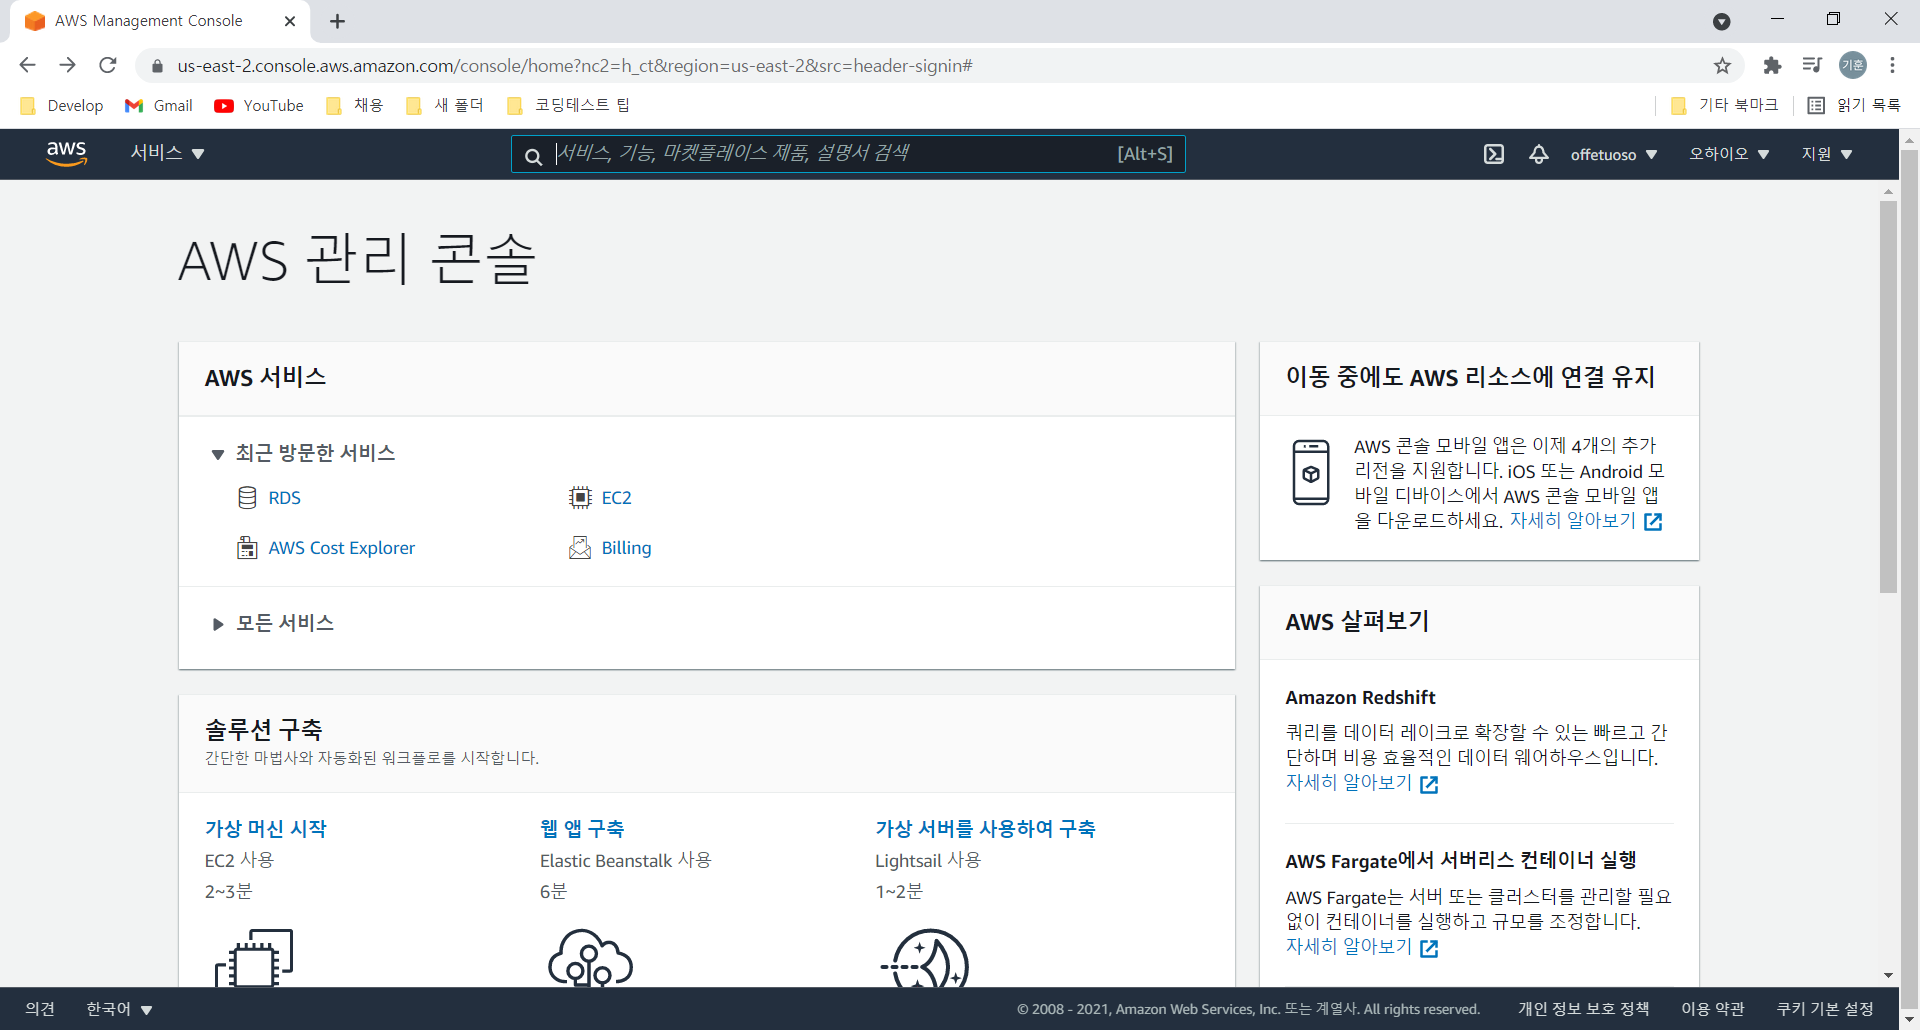 AWS Management Console
us-east-2.console.aws.amazon.com/console/home?nc2=h_ct&region=us-east-2&src=header-signin#
기훈
Develop
Gmail
YouTube
채용
새 폴더
코딩테스트 팁
기타 북마크
읽기 목록
aws
서비스
서비스, 기능, 마켓플레이스 제품, 설명서 검색
[Alt+S]
offetuoso
오하이오
지원
AWS 관리 콘솔
AWS 서비스
최근 방문한 서비스
RDS
EC2
AWS Cost Explorer
Billing
모든 서비스
솔루션 구축
간단한 마법사와 자동화된 워크플로를 시작합니다.
가상 머신 시작
EC2 사용
2~3분
웹 앱 구축
Elastic Beanstalk 사용
6분
가상 서버를 사용하여 구축
Lightsail 사용
1~2분
이동 중에도 AWS 리소스에 연결 유지
AWS 콘솔 모바일 앱은 이제 4개의 추가
리전을 지원합니다. iOS 또는 Android 모
바일 디바이스에서 AWS 콘솔 모바일 앱
을 다운로드하세요. 자세히 알아보기
AWS 살펴보기
Amazon Redshift
쿼리를 데이터 레이크로 확장할 수 있는 빠르고 간
단하며 비용 효율적인 데이터 웨어하우스입니다.
자세히 알아보기
AWS Fargate에서 서버리스 컨테이너 실행
AWS Fargate는 서버 또는 클러스터를 관리할 필요
없이 컨테이너를 실행하고 규모를 조정합니다.
자세히 알아보기
의견
한국어
© 2008 - 2021, Amazon Web Services, Inc. 또는 계열사. All rights reserved.
개인 정보 보호 정책
이용 약관
쿠키 기본 설정